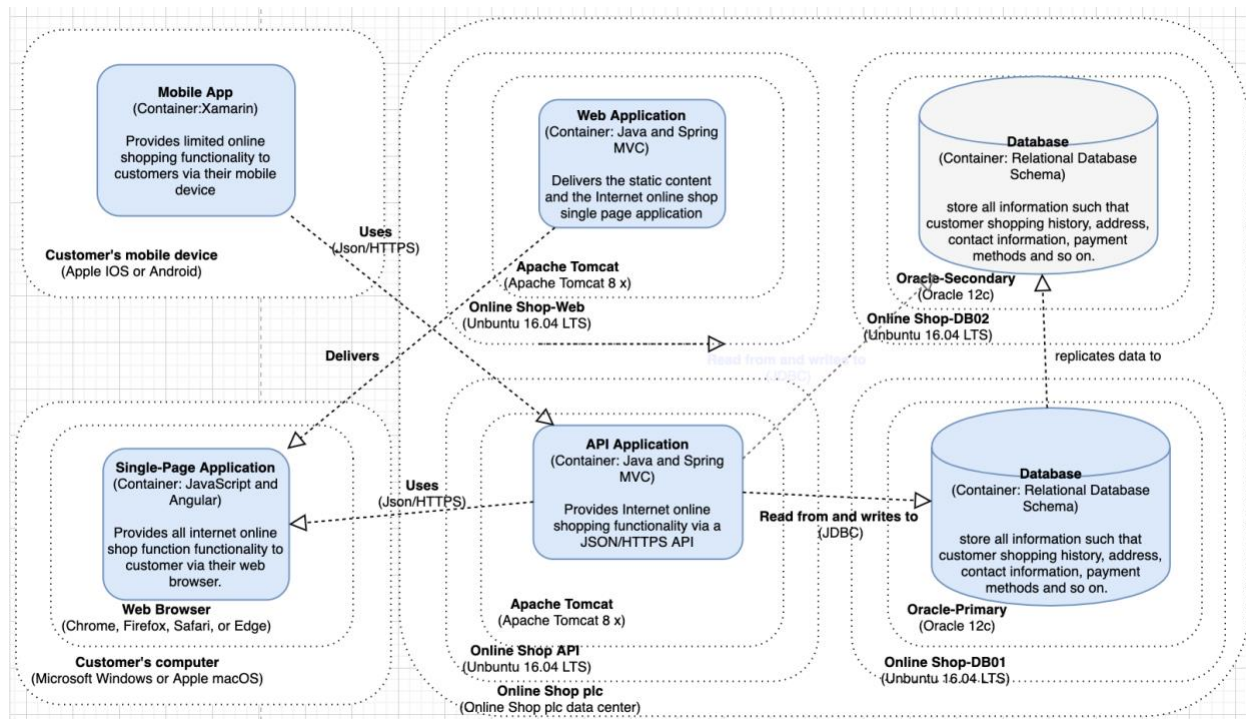 Mobile App
(Container:Xamarin)
Provides limited online
shopping functionality to
customers via their mobile
device
Customer's mobile device
(Apple IOS or Android)
Uses
(Json/HTTPS)
Web Application
(Container: Java and Spring
MVC)
Delivers the static content
and the Internet online shop
single page application
Apache Tomcat
(Apache Tomcat 8 x)
Online Shop-Web
(Unbuntu 16.04 LTS)
Database
(Container: Relational Database
Schema)
store all information such that
customer shopping history, address,
contact information, payment
methods and so on.
Oracle-Secondary
(Oracle 12c)
Online Shop-DB02
(Unbuntu 16.04 LTS)
Delivers
Read from and writes to
(JDBC)
replicates data to
Single-Page Application
(Container: JavaScript and
Angular)
Provides all internet online
shop function functionality to
customer via their web
browser.
Web Browser
(Chrome, Firefox, Safari, or Edge)
Customer's computer
(Microsoft Windows or Apple macOS)
Uses
(Json/HTTPS)
API Application
(Container: Java and Spring
MVC)
Provides Internet online
shopping functionality via a
JSON/HTTPS API
Apache Tomcat
(Apache Tomcat 8 x)
Online Shop API
(Unbuntu 16.04 LTS)
Online Shop plc
(Online Shop plc data center)
Read from and writes to
(JDBC)
Database
(Container: Relational Database
Schema)
store all information such that
customer shopping history, address,
contact information, payment
methods and so on.
Oracle-Primary
(Oracle 12c)
Online Shop-DB01
(Unbuntu 16.04 LTS)